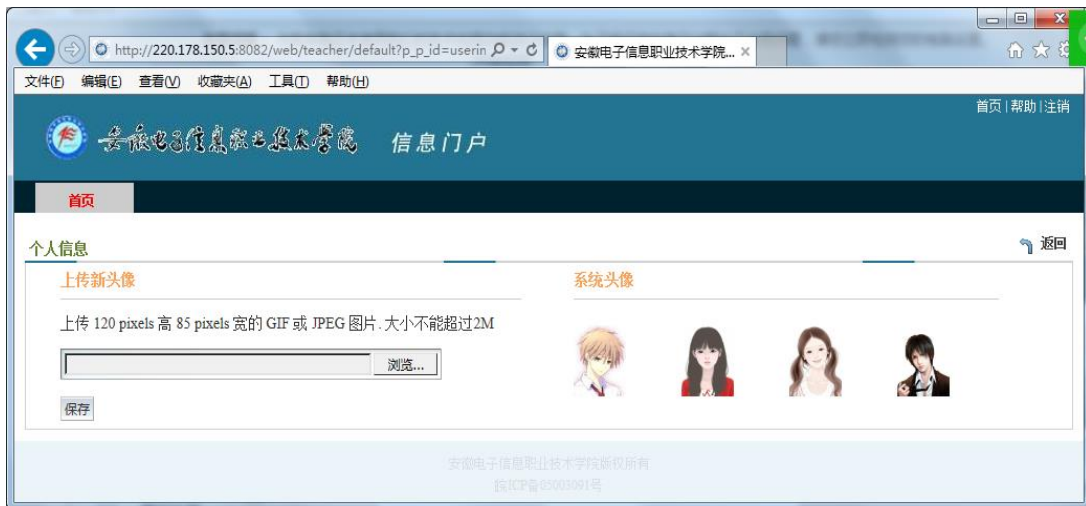 http://220.178.150.5:8082/web/teacher/default?p_p_id=userin
安徽电子信息职业技术学院...
文件(F) 编辑(E) 查看(V) 收藏夹(A) 工具(T) 帮助(H)
首页 | 帮助 | 注销
安徽电子信息职业技术学院 信息门户
首页
个人信息
返回
上传新头像
系统头像
上传 120 pixels 高 85 pixels 宽的 GIF 或 JPEG 图片. 大小不能超过2M
浏览...
保存
安徽电子信息职业技术学院版权所有
皖ICP备05003091号